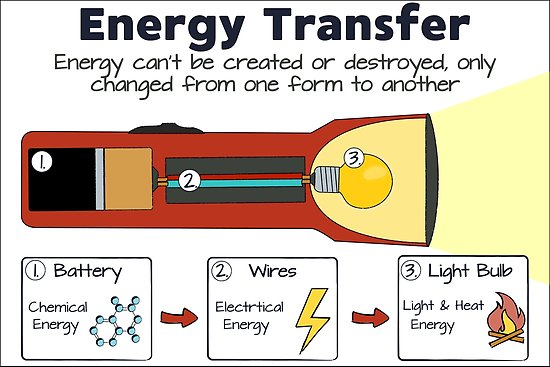 Energy Transfer
Energy can't be created or destroyed, only
changed from one form to another
1.
2.
3.
1. Battery
Chemical
Energy
2. Wires
Electrtical
Energy
3. Light Bulb
Light & Heat
Energy